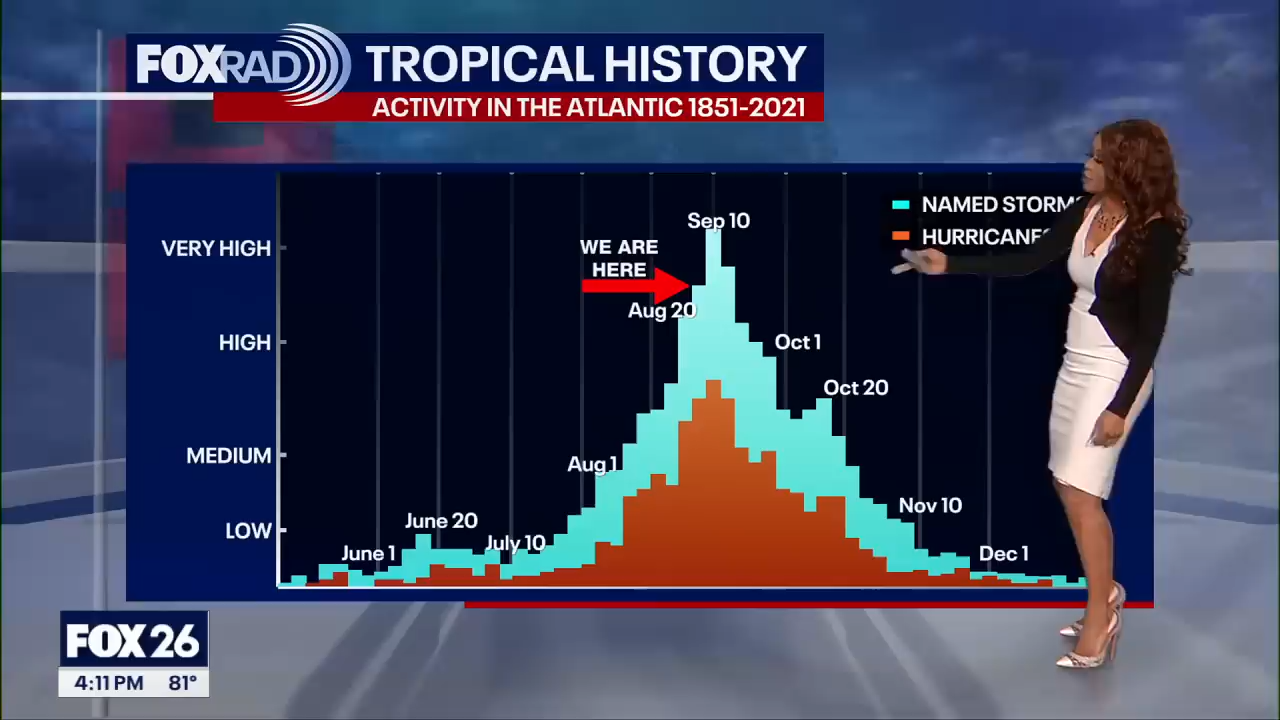 FOXRAD TROPICAL HISTORY
ACTIVITY IN THE ATLANTIC 1851-2021
NAMED STORMS
HURRICANES
VERY HIGH
HIGH
MEDIUM
LOW
WE ARE
HERE
Sep 10
Aug 20
Oct 1
Oct 20
Aug 1
Nov 10
June 20
July 10
June 1
Dec 1
FOX 26
4:11 PM 81°